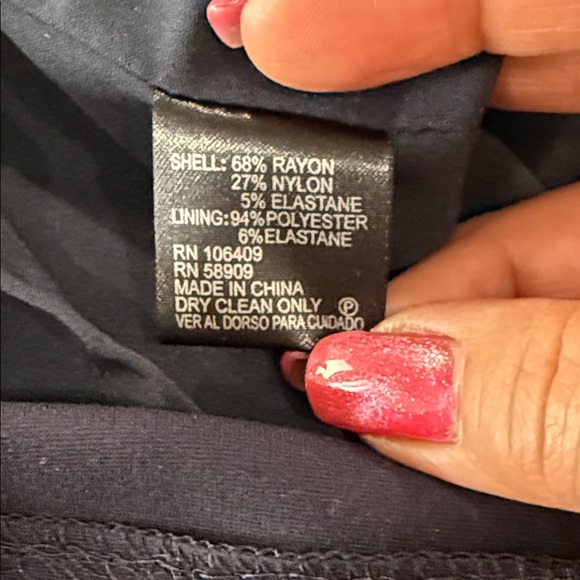 SHELL: 68% RAYON
27% NYLON
5% ELASTANE
LINING: 94% POLYESTER
6% ELASTANE
RN 106409
RN 58909
MADE IN CHINA
DRY CLEAN ONLY Ⓟ
VER AL DORSO PARA CUIDADO